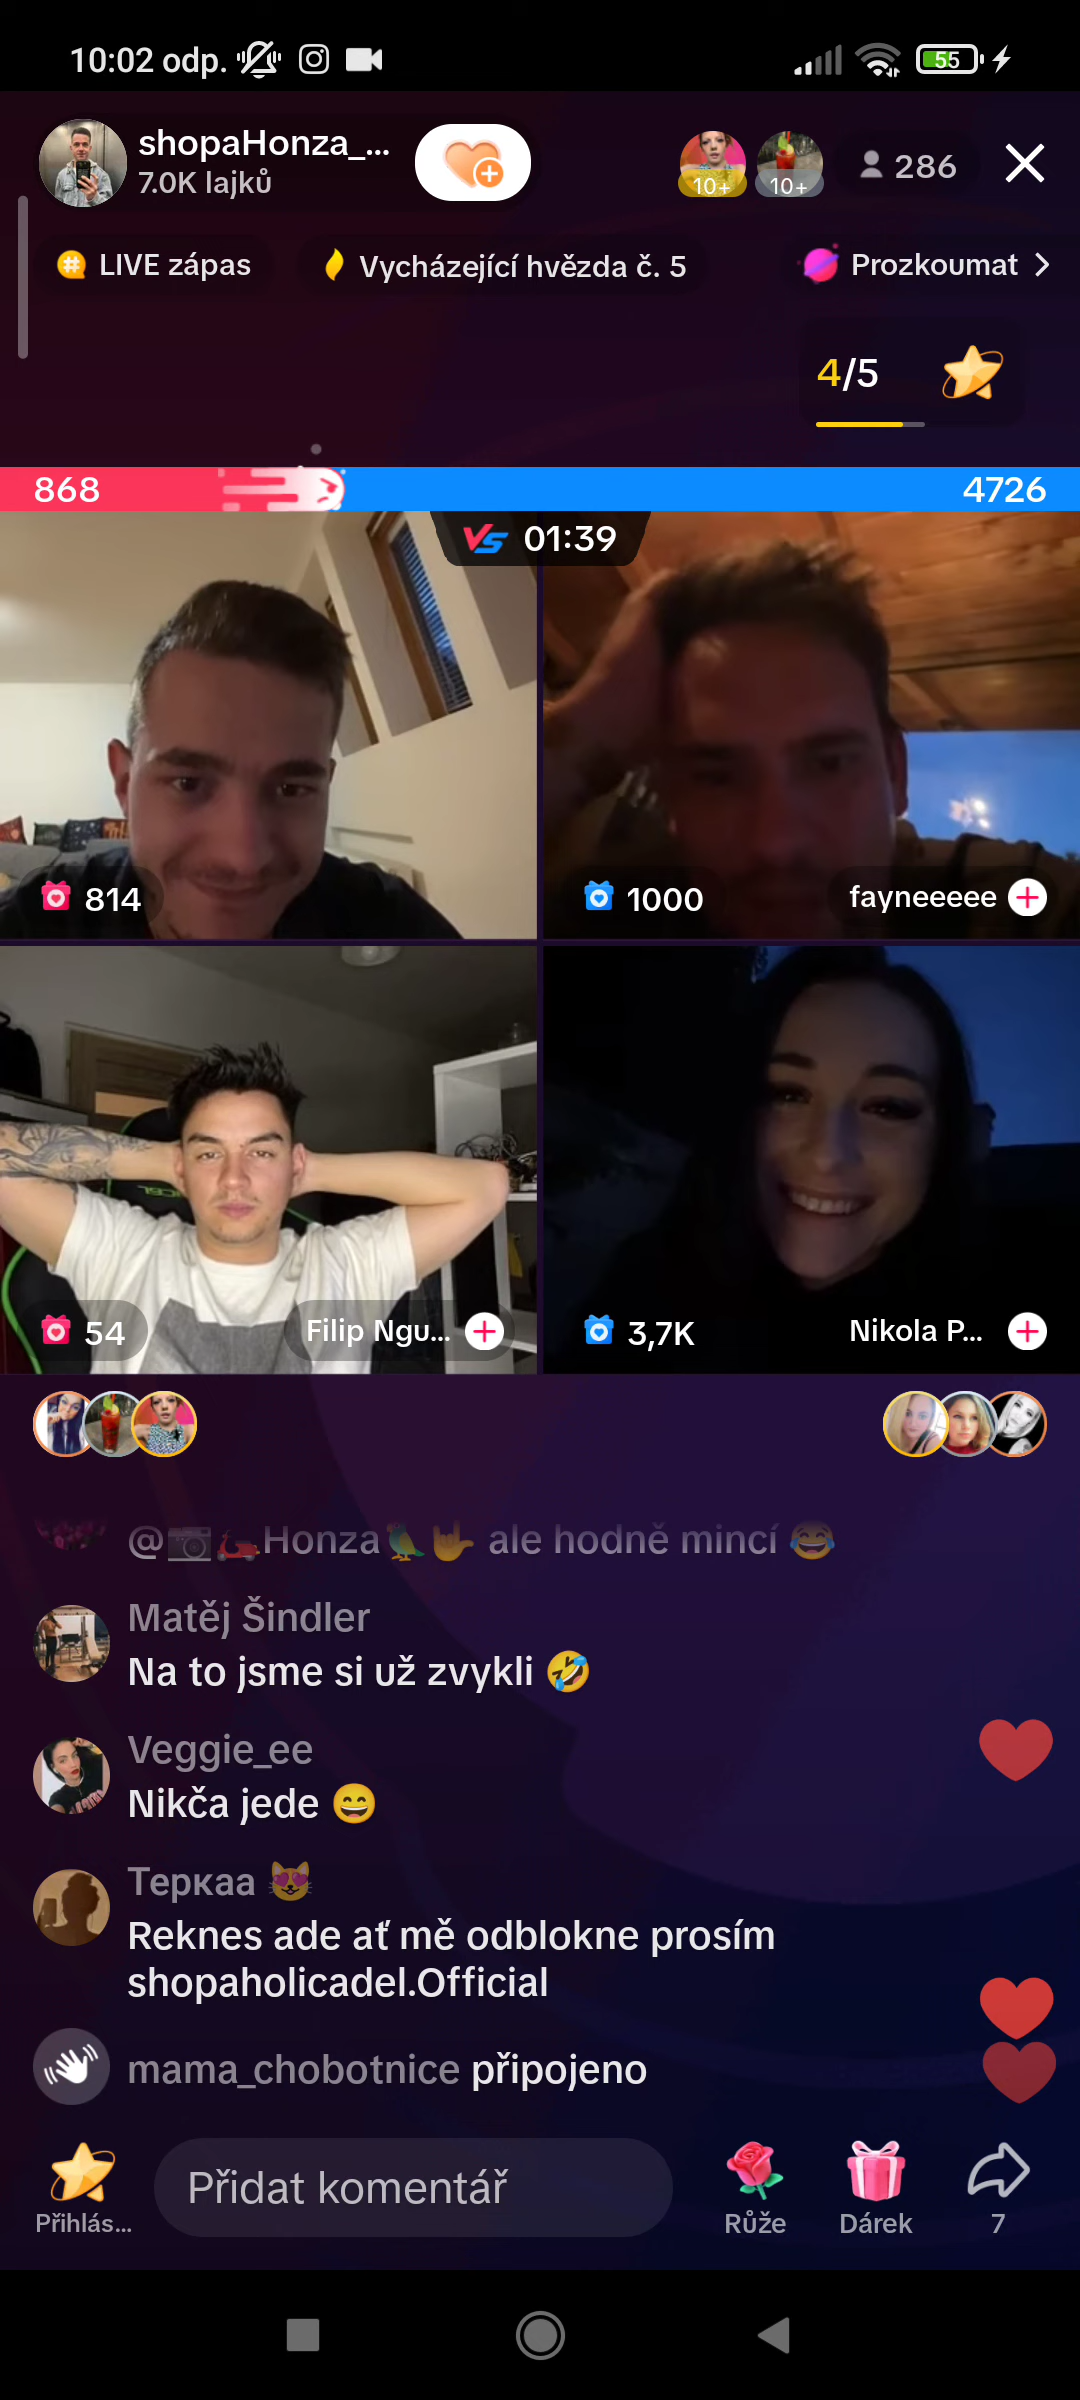 10:02 odp.
55
shopaHonza_...
7.0K lajků
10+
10+
286
LIVE zápas
Vycházející hvězda č. 5
Prozkoumat
4/5
868
4726
VS 01:39
814
1000
fayneeeee
54
Filip Ngu...
3,7K
Nikola P...
@📷🛵Honza🦜🤟 ale hodně mincí 😂
Matěj Šindler
Na to jsme si už zvykli 🤣
Veggie_ee
Nikča jede 😄
Теркаа 😻
Reknes ade ať mě odblokne prosím
shopaholicadel.Official
mama_chobotnice připojeno
Přidat komentář
Přihlás...
Růže
Dárek
7